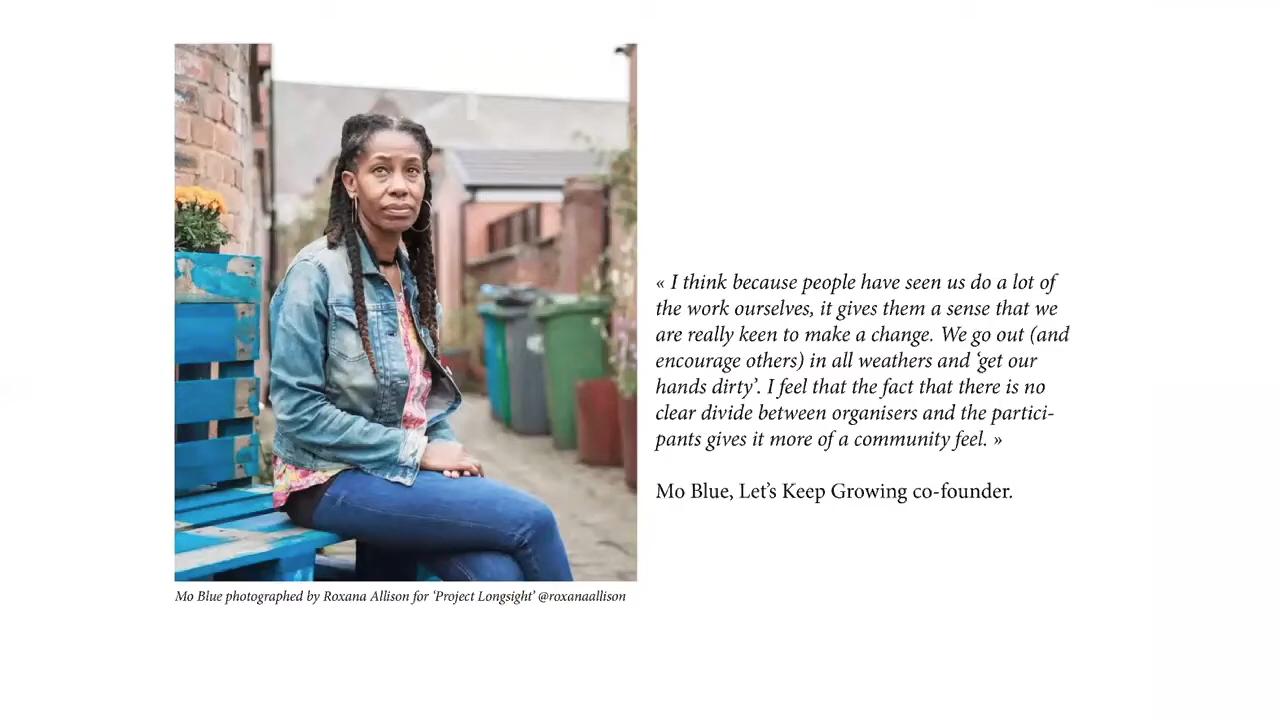 « I think because people have seen us do a lot of
the work ourselves, it gives them a sense that we
are really keen to make a change. We go out (and
encourage others) in all weathers and ‘get our
hands dirty’. I feel that the fact that there is no
clear divide between organisers and the partici-
pants gives it more of a community feel. »
Mo Blue, Let’s Keep Growing co-founder.
Mo Blue photographed by Roxana Allison for ‘Project Longsight’ @roxanaallison